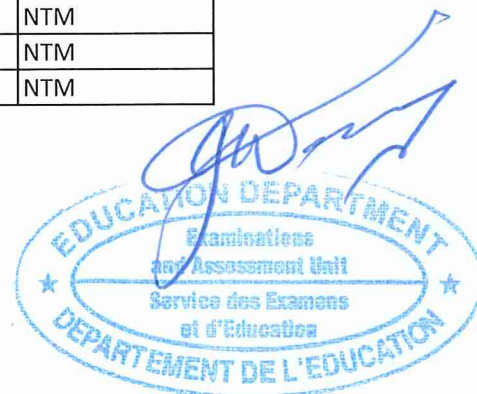 NTM
NTM
NTM
EDUCATION DEPARTMENT
Examinations
and Assessment Unit
Service des Examens
et d'Education
DEPARTEMENT DE L'EDUCATION